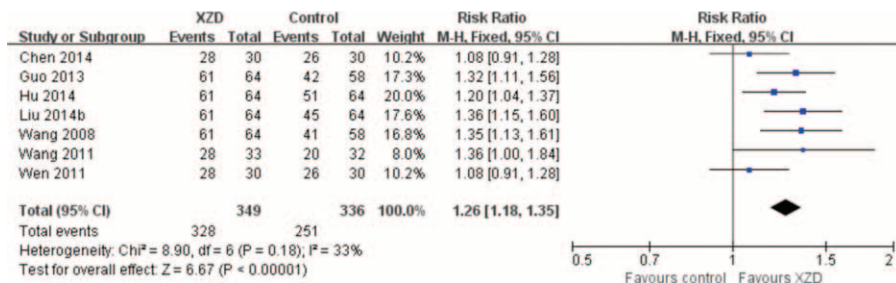 XZD Control Risk Ratio Risk Ratio
Study or Subgroup Events Total Events Total Weight M-H, Fixed, 95% CI M-H, Fixed, 95% CI
Chen 2014 28 30 26 30 10.2% 1.08 [0.91, 1.28]
Guo 2013 61 64 42 58 17.3% 1.32 [1.11, 1.56]
Hu 2014 61 64 51 64 20.0% 1.20 [1.04, 1.37]
Liu 2014b 61 64 45 64 17.6% 1.36 [1.15, 1.60]
Wang 2008 61 64 41 58 16.8% 1.35 [1.13, 1.61]
Wang 2011 28 33 20 32 8.0% 1.36 [1.00, 1.84]
Wen 2011 28 30 26 30 10.2% 1.08 [0.91, 1.28]
Total (95% CI) 349 336 100.0% 1.26 [1.18, 1.35]
Total events 328 251
Heterogeneity: Chi² = 8.90, df = 6 (P = 0.18); I² = 33%
Test for overall effect: Z = 6.67 (P < 0.00001)
0.5 0.7 1 1.5 2
Favours control Favours XZD